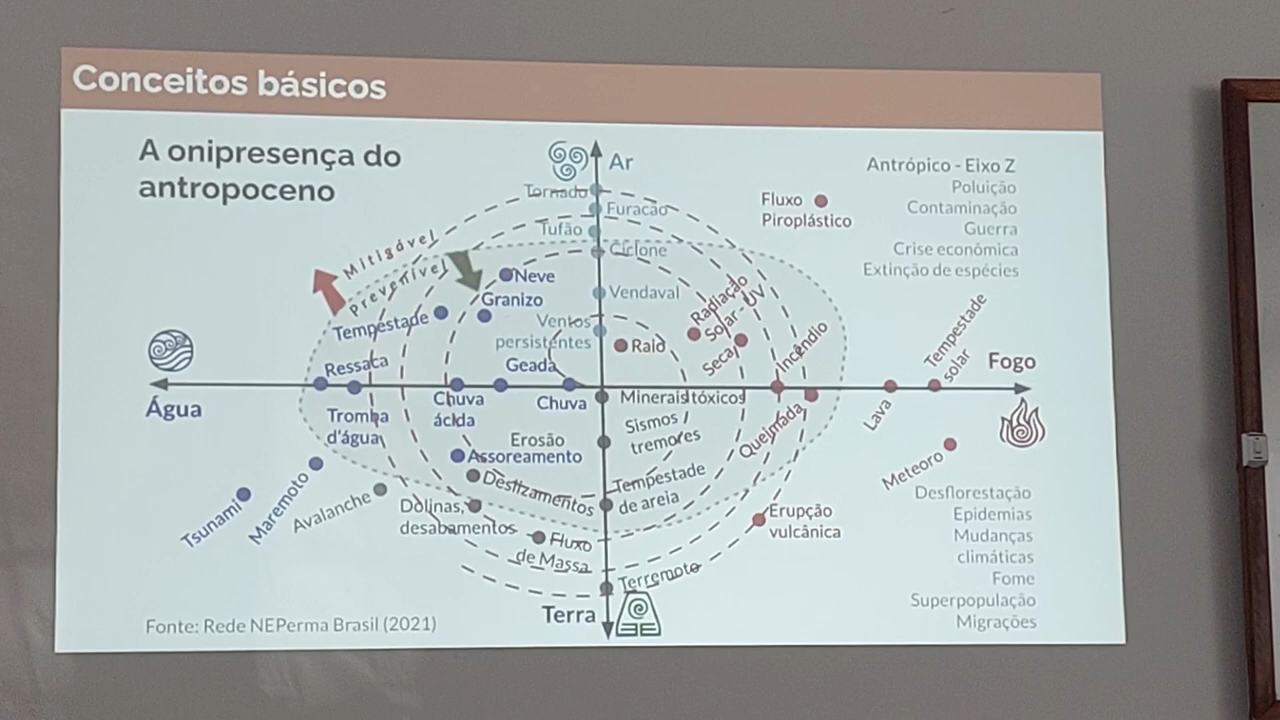 Conceitos básicos
A onipresença do
antropoceno
Ar
Tornado
Furacão
Tufão
Ciclone
Mitigável
Prevenível
Neve
Granizo
Vendaval
Tempestade
Ventos
persistentes
Raio
Radiação
Solar - UV
Seca
Incêndio
Fluxo
Piroplástico
Antrópico - Eixo Z
Poluição
Contaminação
Guerra
Crise econômica
Extinção de espécies
Tempestade
solar
Fogo
Água
Ressaca
Geada
Tromba
d'água
Chuva
ácida
Chuva
Minerais tóxicos
Sismos /
tremores
Queimada
Lava
Meteoro
Erosão
Assoreamento
Deslizamentos
Tempestade
de areia
Tsunami
Maremoto
Avalanche
Dolinas,
desabamentos
Fluxo
de Massa
Erupção
vulcânica
Terremoto
Terra
Desflorestação
Epidemias
Mudanças
climáticas
Fome
Superpopulação
Migrações
Fonte: Rede NEPerma Brasil (2021)